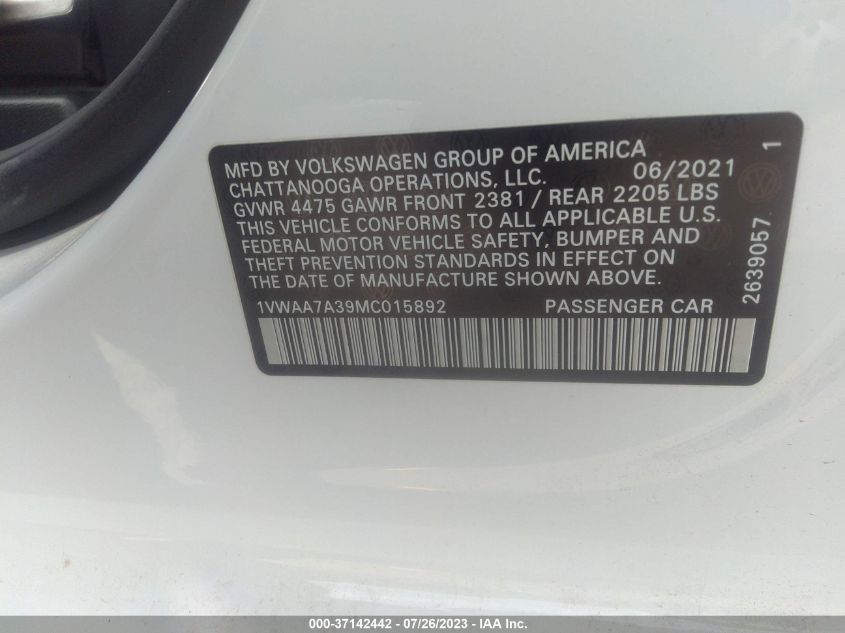 MFD BY VOLKSWAGEN GROUP OF AMERICA
CHATTANOOGA OPERATIONS, LLC. 06/2021
GVWR 4475 GAWR FRONT 2381 / REAR 2205 LBS
THIS VEHICLE CONFORMS TO ALL APPLICABLE U.S.
FEDERAL MOTOR VEHICLE SAFETY, BUMPER AND
THEFT PREVENTION STANDARDS IN EFFECT ON
THE DATE OF MANUFACTURE SHOWN ABOVE.
1VWAA7A39MC015892 PASSENGER CAR
2639057 1
000-37142442 - 07/26/2023 - IAA Inc.